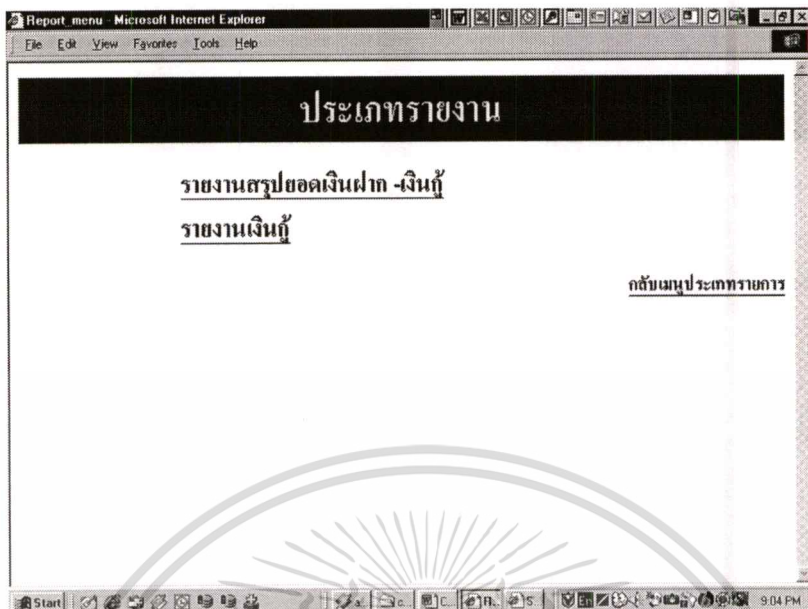 Report_menu - Microsoft Internet Explorer
File Edit View Favorites Tools Help
ประเภทรายงาน
รายงานสรุปยอดเงินฝาก -เงินกู้
รายงานเงินกู้
กลับเมนูประเภทรายการ
Start
En
9:04 PM